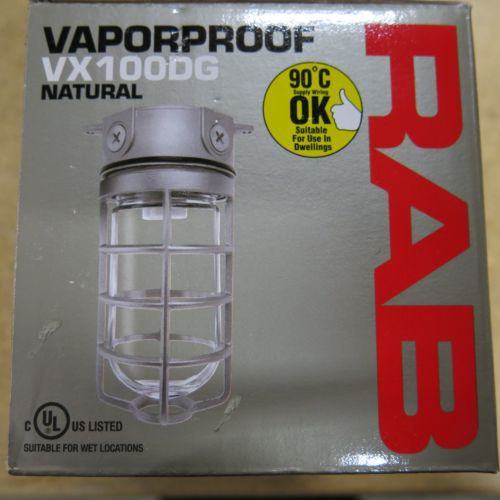 VAPORPROOF
VX100DG
NATURAL
90°C
Supply Wiring
OK
Suitable
For Use In
Dwellings
RAB
C UL US LISTED
SUITABLE FOR WET LOCATIONS